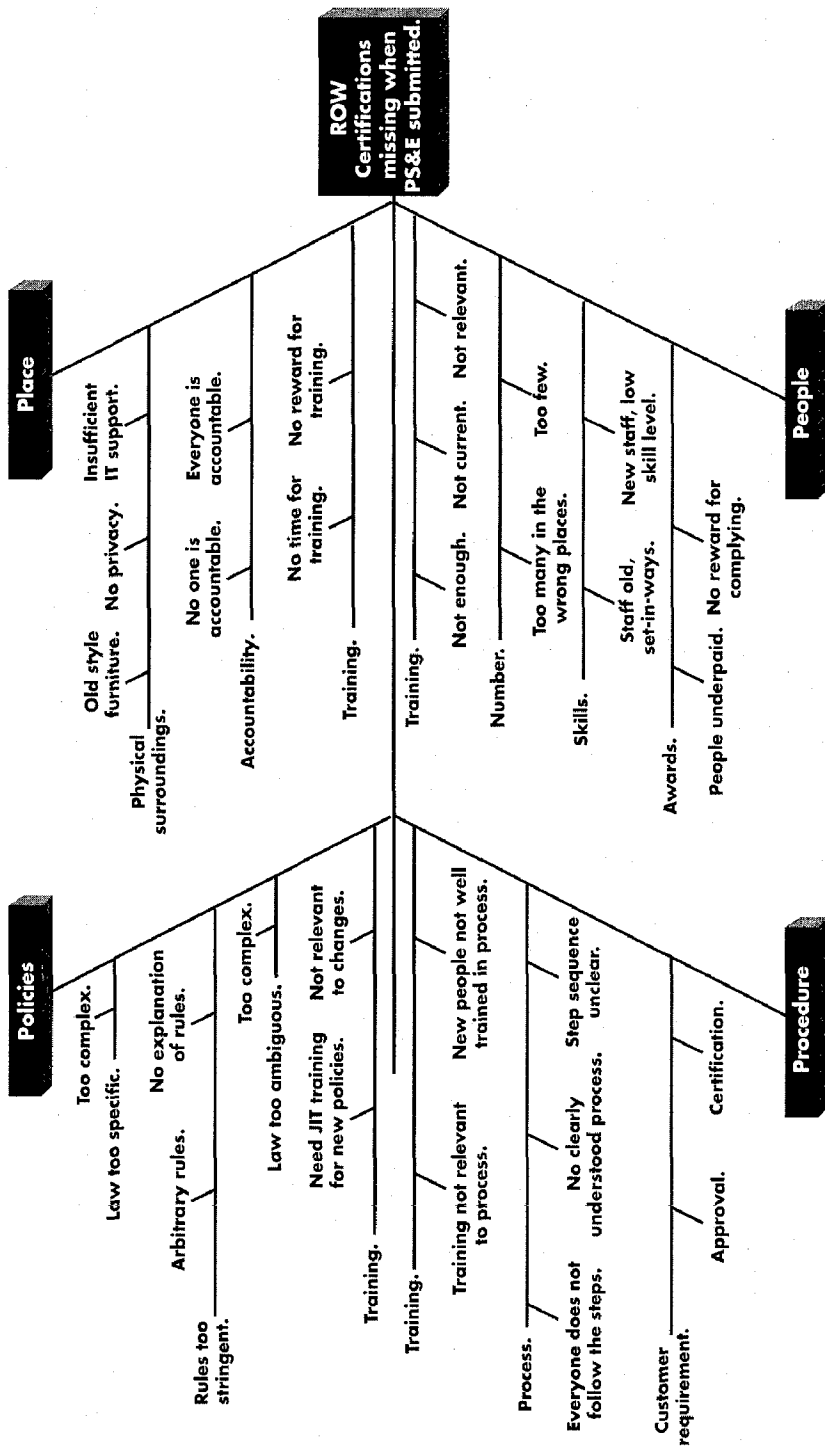 Policies
Too complex.
Law too specific.
No explanation
of rules.
Arbitrary rules.
Rules too
stringent.
Too complex.
Law too ambiguous.
Not relevant
to changes.
Need JIT training
for new policies.
Training.
Place
Insufficient
IT support.
No privacy.
Old style
furniture.
Physical
surroundings.
Everyone is
accountable.
No one is
accountable.
Accountability.
No reward for
training.
No time for
training.
Training.
ROW
Certifications
missing when
PS&E submitted.
Training.
New people not well
trained in process.
Training not relevant
to process.
Process.
Step sequence
unclear.
No clearly
understood process.
Everyone does not
follow the steps.
Customer
requirement.
Certification.
Approval.
Procedure
Training.
Not enough.
Not current.
Not relevant.
Number.
Too many in the
wrong places.
Too few.
Skills.
Staff old,
set-in-ways.
New staff, low
skill level.
Awards.
People underpaid.
No reward for
complying.
People